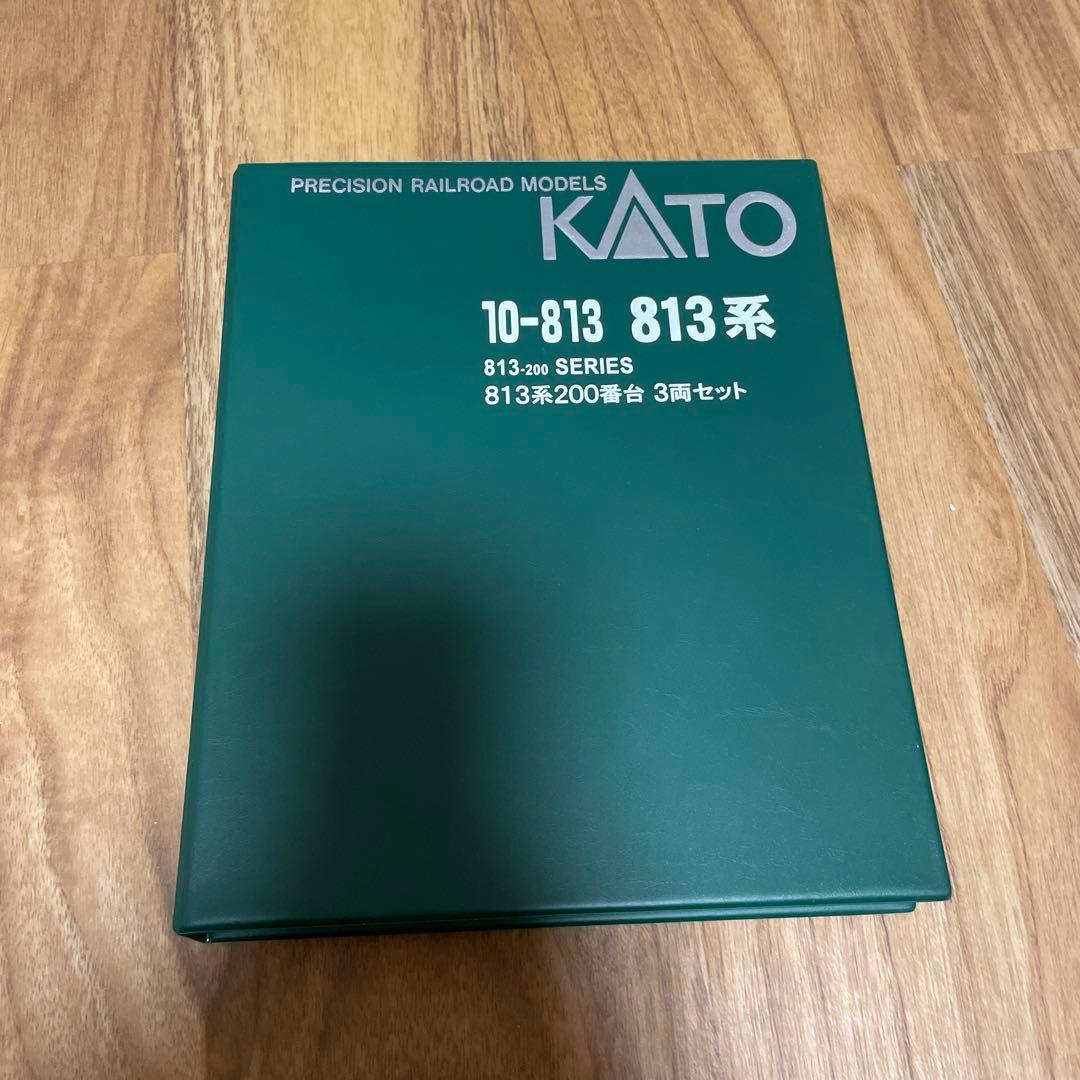 PRECISION RAILROAD MODELS
KATO
10-813 813系
813-200 SERIES
813系200番台 3両セット